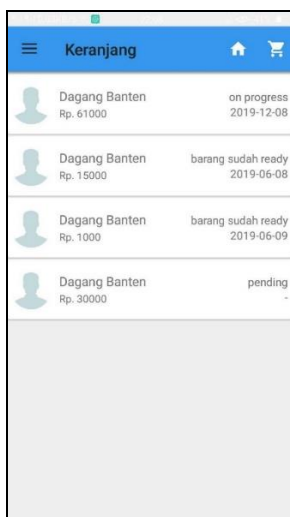 Keranjang
Dagang Banten on progress
Rp. 61000 2019-12-08
Dagang Banten barang sudah ready
Rp. 15000 2019-06-08
Dagang Banten barang sudah ready
Rp. 1000 2019-06-09
Dagang Banten pending
Rp. 30000 -